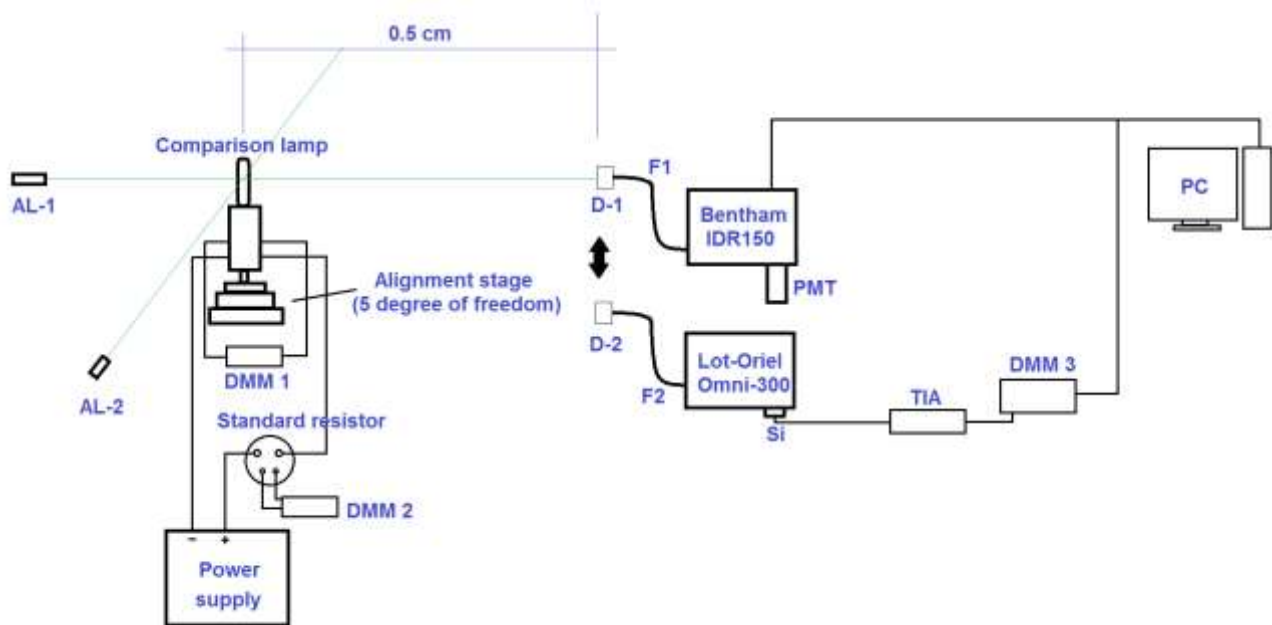 0.5 cm
Comparison lamp
AL-1
F1
D-1
Bentham
IDR150
PC
PMT
Alignment stage
(5 degree of freedom)
D-2
DMM 1
AL-2
F2
Lot-Oriel
Omni-300
DMM 3
TIA
Si
Standard resistor
DMM 2
− +
Power
supply